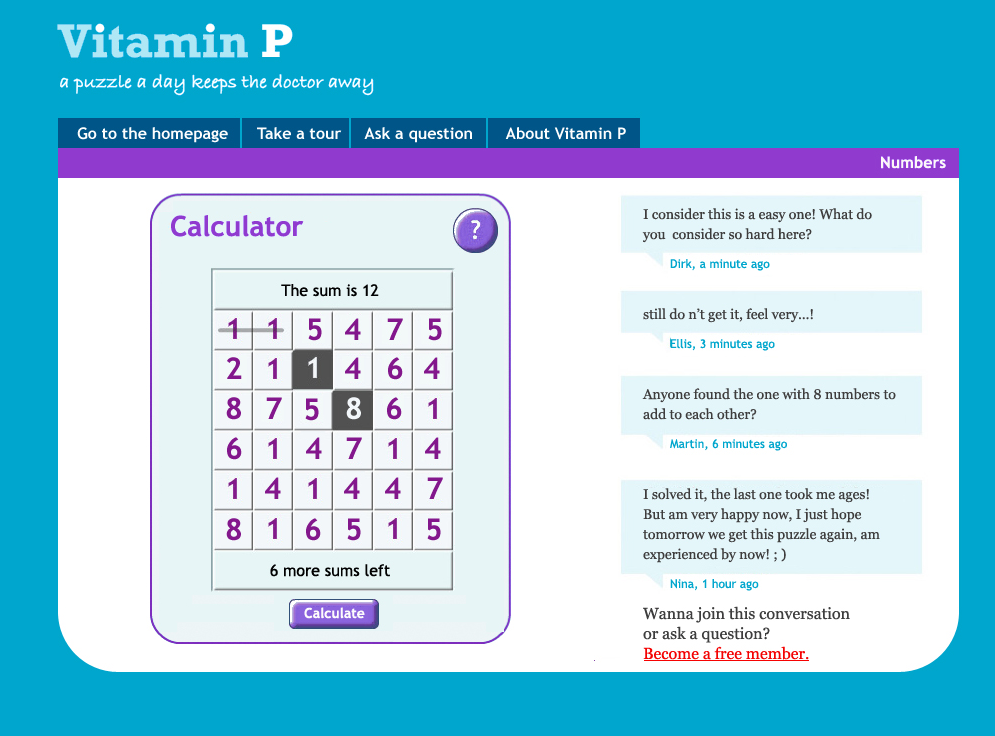 Vitamin P
a puzzle a day keeps the doctor away
Go to the homepage Take a tour Ask a question About Vitamin P
Numbers
Calculator
?
The sum is 12
1 1 5 4 7 5
2 1 1 4 6 4
8 7 5 8 6 1
6 1 4 7 1 4
1 4 1 4 4 7
8 1 6 5 1 5
6 more sums left
Calculate
I consider this is a easy one! What do
you consider so hard here?
Dirk, a minute ago
still do n't get it, feel very...!
Ellis, 3 minutes ago
Anyone found the one with 8 numbers to
add to each other?
Martin, 6 minutes ago
I solved it, the last one took me ages!
But am very happy now, I just hope
tomorrow we get this puzzle again, am
experienced by now! ; )
Nina, 1 hour ago
Wanna join this conversation
or ask a question?
Become a free member.